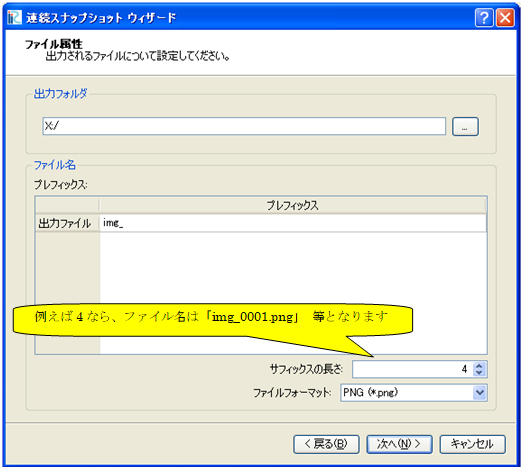 連続スナップショット ウィザード
ファイル属性
出力されるファイルについて設定してください。
出力フォルダ
X:/
...
ファイル名
プレフィックス:
プレフィックス
出力ファイル img_
例えば4なら、ファイル名は「img_0001.png」 等となります
サフィックスの長さ: 4
ファイルフォーマット: PNG (*.png)
< 戻る(B) 次へ(N) > キャンセル